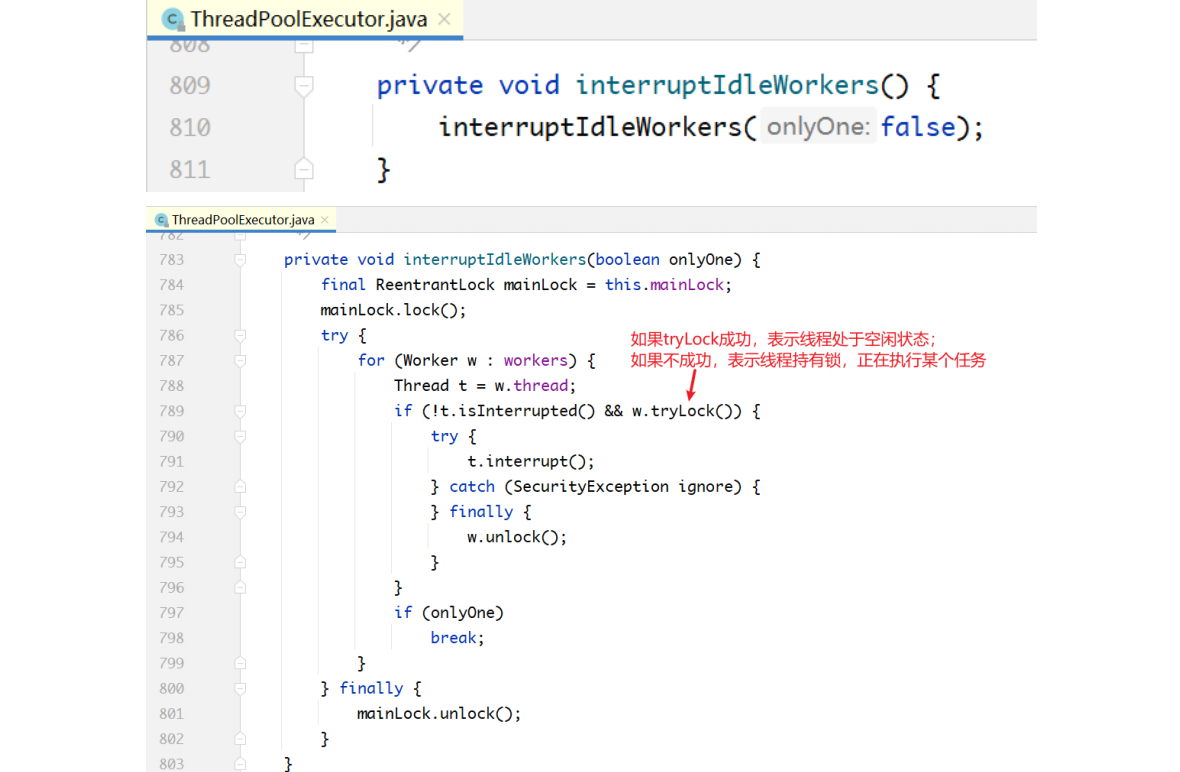 ThreadPoolExecutor.java
808 */
809 private void interruptIdleWorkers() {
810 interruptIdleWorkers( onlyOne: false);
811 }
ThreadPoolExecutor.java
782 */
783 private void interruptIdleWorkers(boolean onlyOne) {
784 final ReentrantLock mainLock = this.mainLock;
785 mainLock.lock();
786 try {
如果tryLock成功，表示线程处于空闲状态；
787 for (Worker w : workers) {
如果不成功，表示线程持有锁，正在执行某个任务
788 Thread t = w.thread;
789 if (!t.isInterrupted() && w.tryLock()) {
790 try {
791 t.interrupt();
792 } catch (SecurityException ignore) {
793 } finally {
794 w.unlock();
795 }
796 }
797 if (onlyOne)
798 break;
799 }
800 } finally {
801 mainLock.unlock();
802 }
803 }